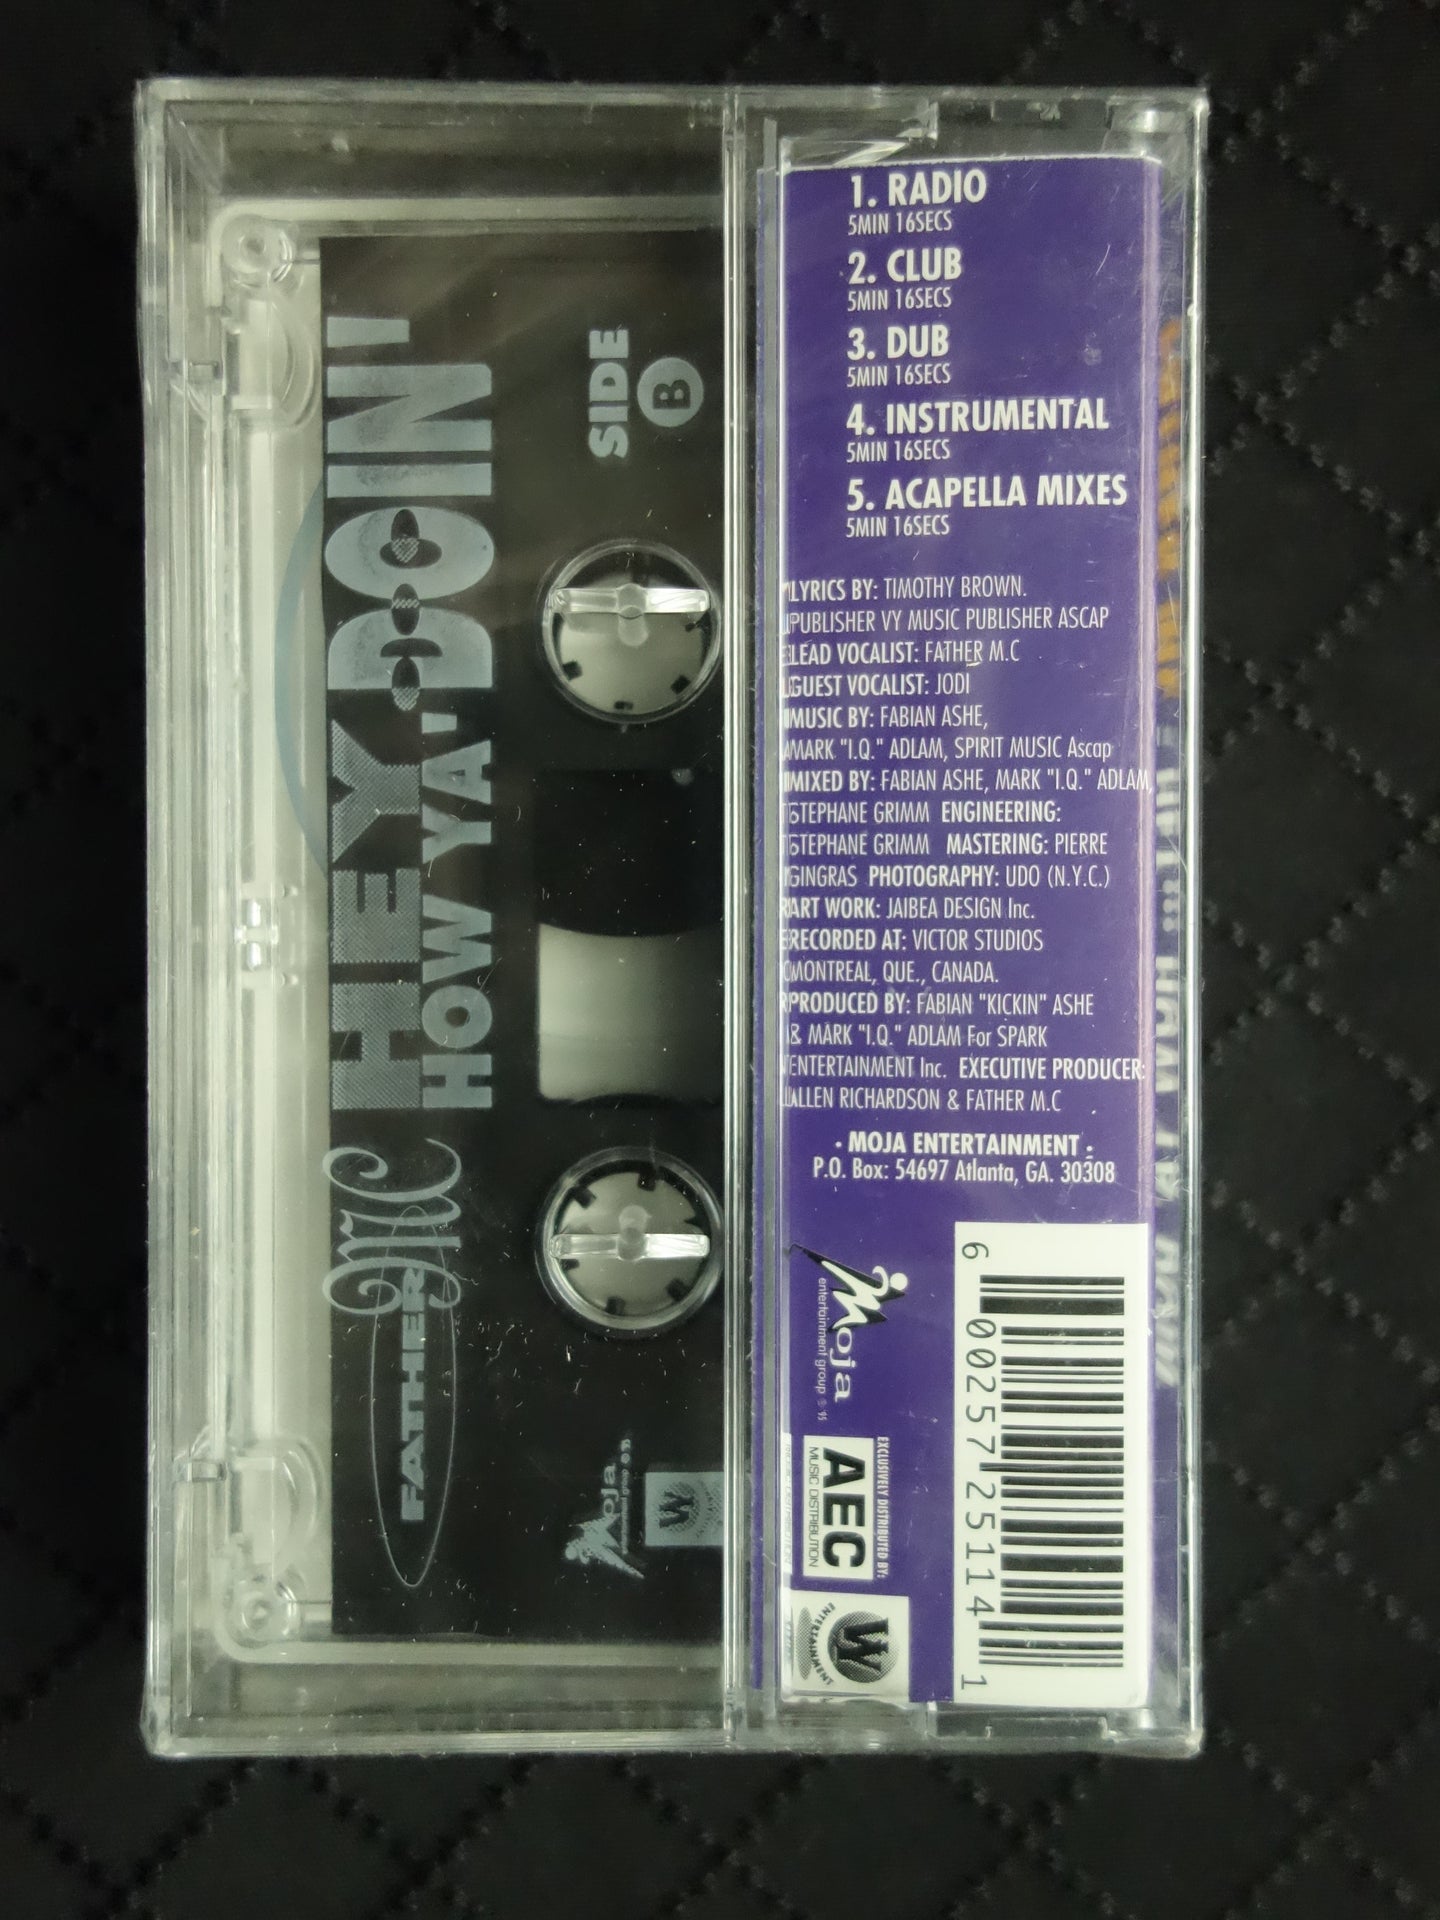 1. RADIO
5MIN 16SECS
2. CLUB
5MIN 16SECS
3. DUB
5MIN 16SECS
4. INSTRUMENTAL
5MIN 16SECS
5. ACAPELLA MIXES
5MIN 16SECS
LYRICS BY: TIMOTHY BROWN.
PUBLISHER VY MUSIC PUBLISHER ASCAP
LEAD VOCALIST: FATHER M.C
GUEST VOCALIST: JODI
MUSIC BY: FABIAN ASHE,
MARK "I.Q." ADLAM, SPIRIT MUSIC Ascap
MIXED BY: FABIAN ASHE, MARK "I.Q." ADLAM,
STEPHANE GRIMM ENGINEERING:
STEPHANE GRIMM MASTERING: PIERRE
GINGRAS PHOTOGRAPHY: UDO (N.Y.C.)
ART WORK: JAIBEA DESIGN Inc.
RECORDED AT: VICTOR STUDIOS
MONTREAL, QUE., CANADA.
PRODUCED BY: FABIAN "KICKIN" ASHE
& MARK "I.Q." ADLAM For SPARK
ENTERTAINMENT Inc. EXECUTIVE PRODUCER:
ALLEN RICHARDSON & FATHER M.C
· MOJA ENTERTAINMENT ·
P.O. Box: 54697 Atlanta, GA. 30308
Moja
entertainment group
EXCLUSIVELY DISTRIBUTED BY:
AEC
MUSIC DISTRIBUTION
W
ENTERTAINMENT
6 00257 25114 1
FATHER MC
HEY
HOW YA' DOIN'
SIDE
B
Moja
W